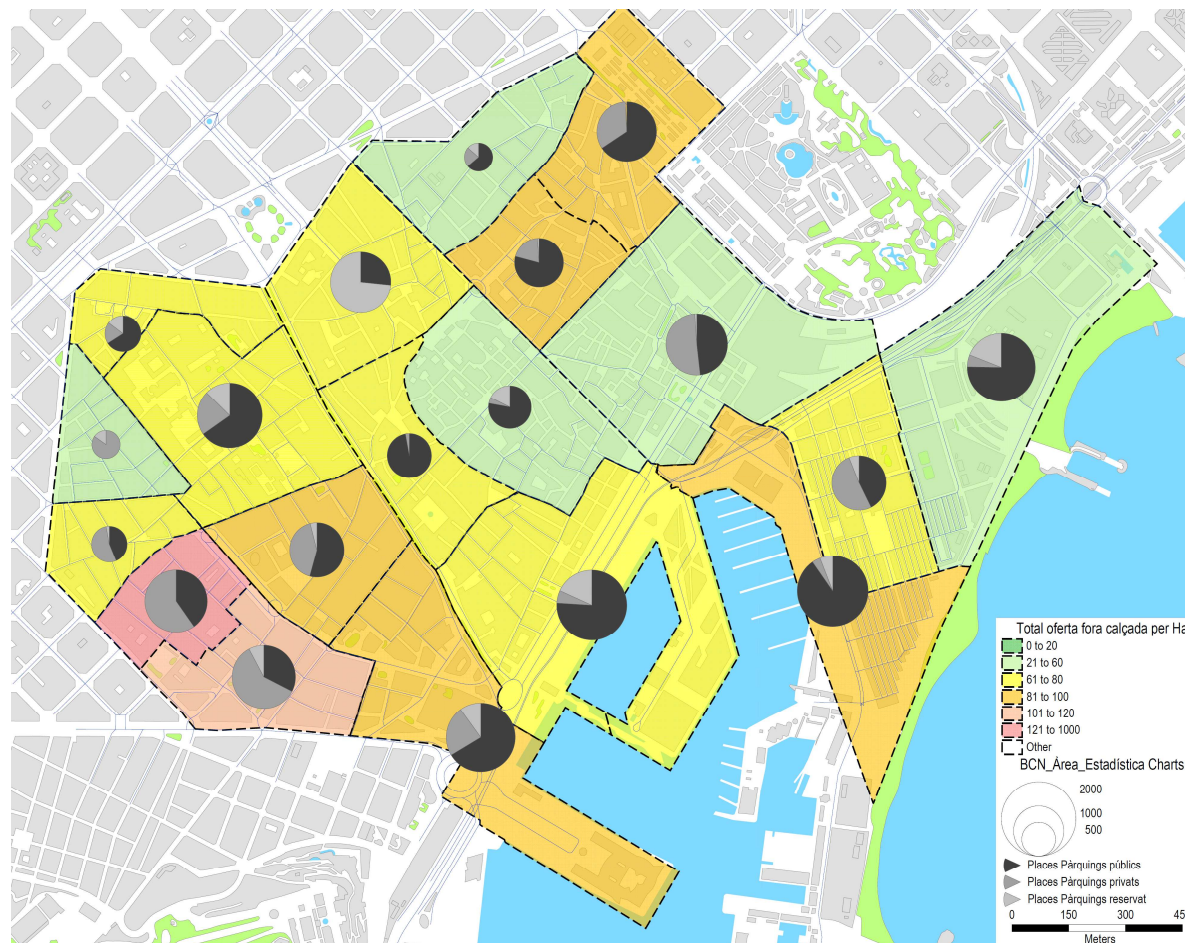 Total oferta fora calçada per Ha
0 to 20
21 to 60
61 to 80
81 to 100
101 to 120
121 to 1000
Other
BCN_Àrea_Estadística Charts
2000
1000
500
Places Pàrquings públics
Places Pàrquings privats
Places Pàrquings reservat
0 150 300 45
Meters